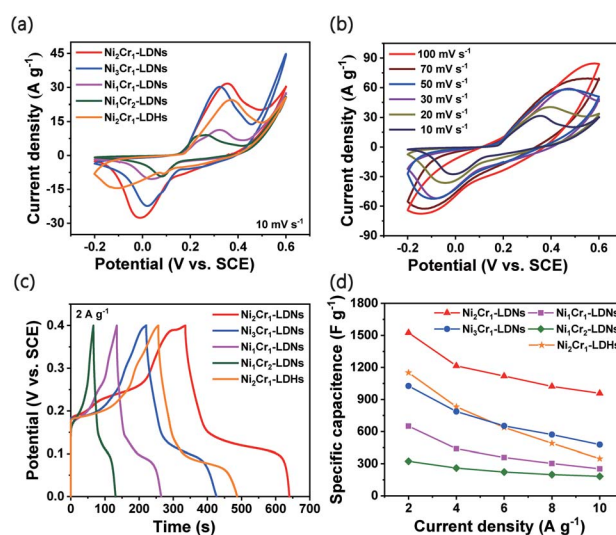 (a)
Current density (A g⁻¹)
45
30
15
0
-15
-30
Ni₂Cr₁-LDNs
Ni₃Cr₁-LDNs
Ni₁Cr₁-LDNs
Ni₁Cr₂-LDNs
Ni₂Cr₁-LDHs
10 mV s⁻¹
-0.2 0.0 0.2 0.4 0.6
Potential (V vs. SCE)
(b)
Current density (A g⁻¹)
90
60
30
0
-30
-60
-90
100 mV s⁻¹
70 mV s⁻¹
50 mV s⁻¹
30 mV s⁻¹
20 mV s⁻¹
10 mV s⁻¹
-0.2 0.0 0.2 0.4 0.6
Potential (V vs. SCE)
(c)
Potential (V vs. SCE)
0.4
0.3
0.2
0.1
0.0
2 A g⁻¹
Ni₂Cr₁-LDNs
Ni₃Cr₁-LDNs
Ni₁Cr₁-LDNs
Ni₁Cr₂-LDNs
Ni₂Cr₁-LDHs
0 100 200 300 400 500 600 700
Time (s)
(d)
Specific capacitence (F g⁻¹)
1800
1500
1200
900
600
300
0
Ni₂Cr₁-LDNs Ni₁Cr₁-LDNs
Ni₃Cr₁-LDNs Ni₁Cr₂-LDNs
Ni₂Cr₁-LDHs
2 4 6 8 10
Current density (A g⁻¹)